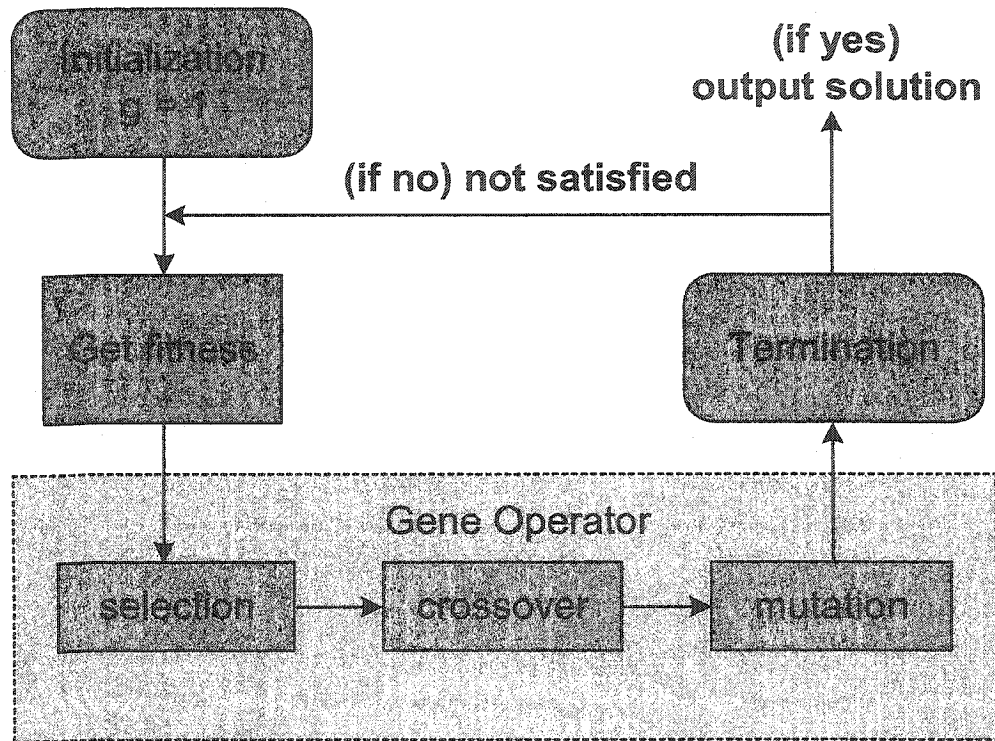 Initialization
g = 1
(if yes)
output solution
(if no) not satisfied
Get fitness
Termination
Gene Operator
selection
crossover
mutation